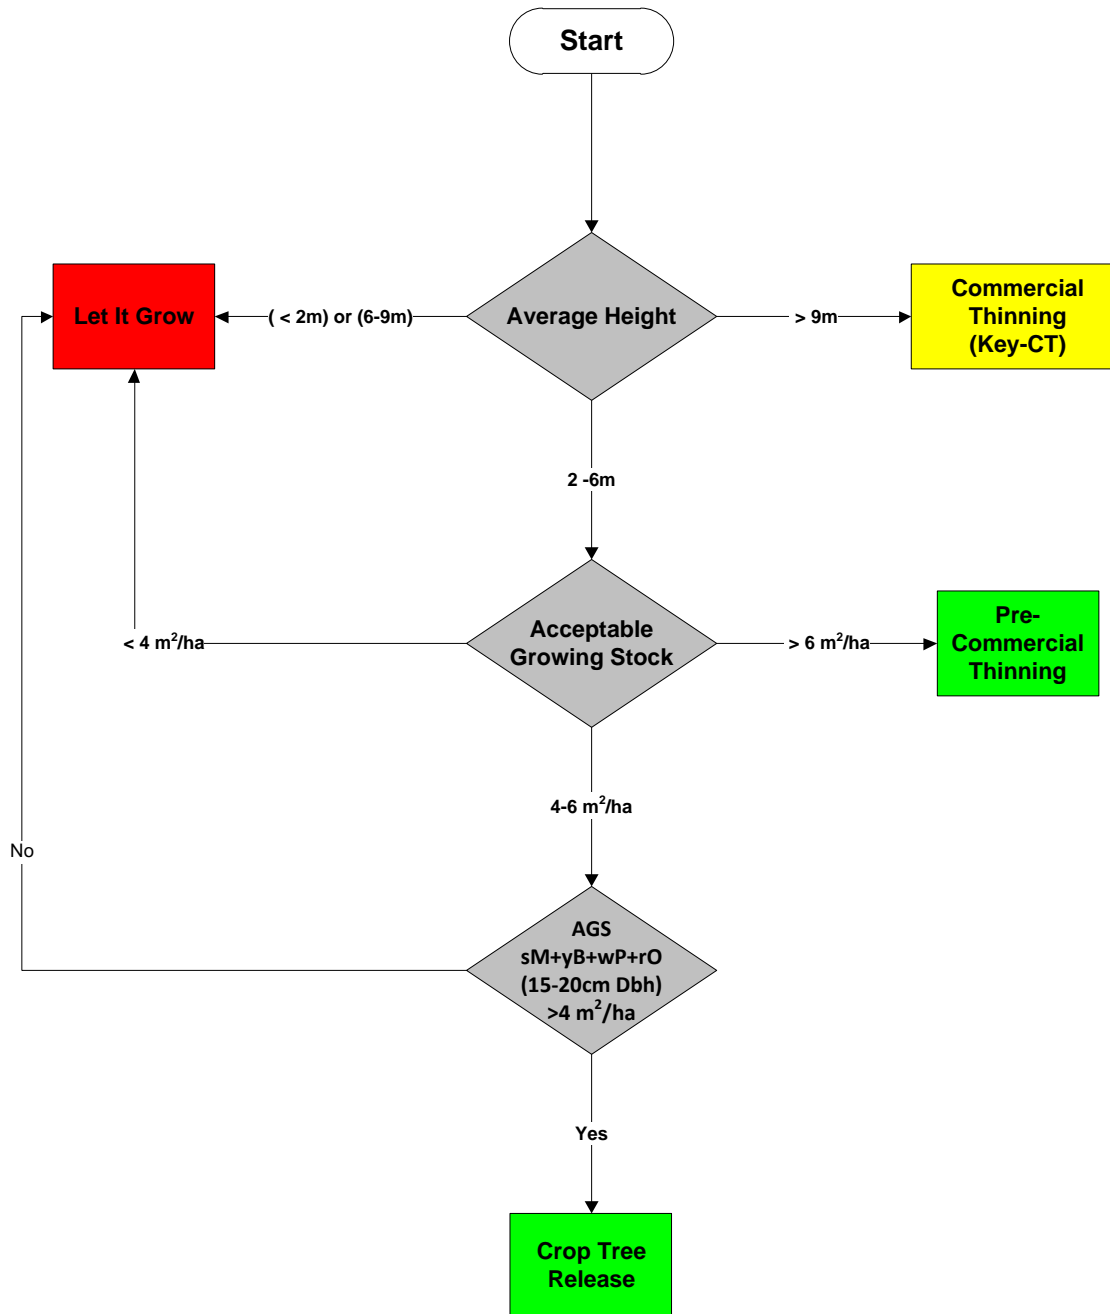 Start
Let It Grow
( < 2m) or (6-9m)
Average Height
> 9m
Commercial
Thinning
(Key-CT)
2 -6m
< 4 m²/ha
Acceptable
Growing Stock
> 6 m²/ha
Pre-
Commercial
Thinning
4-6 m²/ha
No
AGS
sM+yB+wP+rO
(15-20cm Dbh)
>4 m²/ha
Yes
Crop Tree
Release